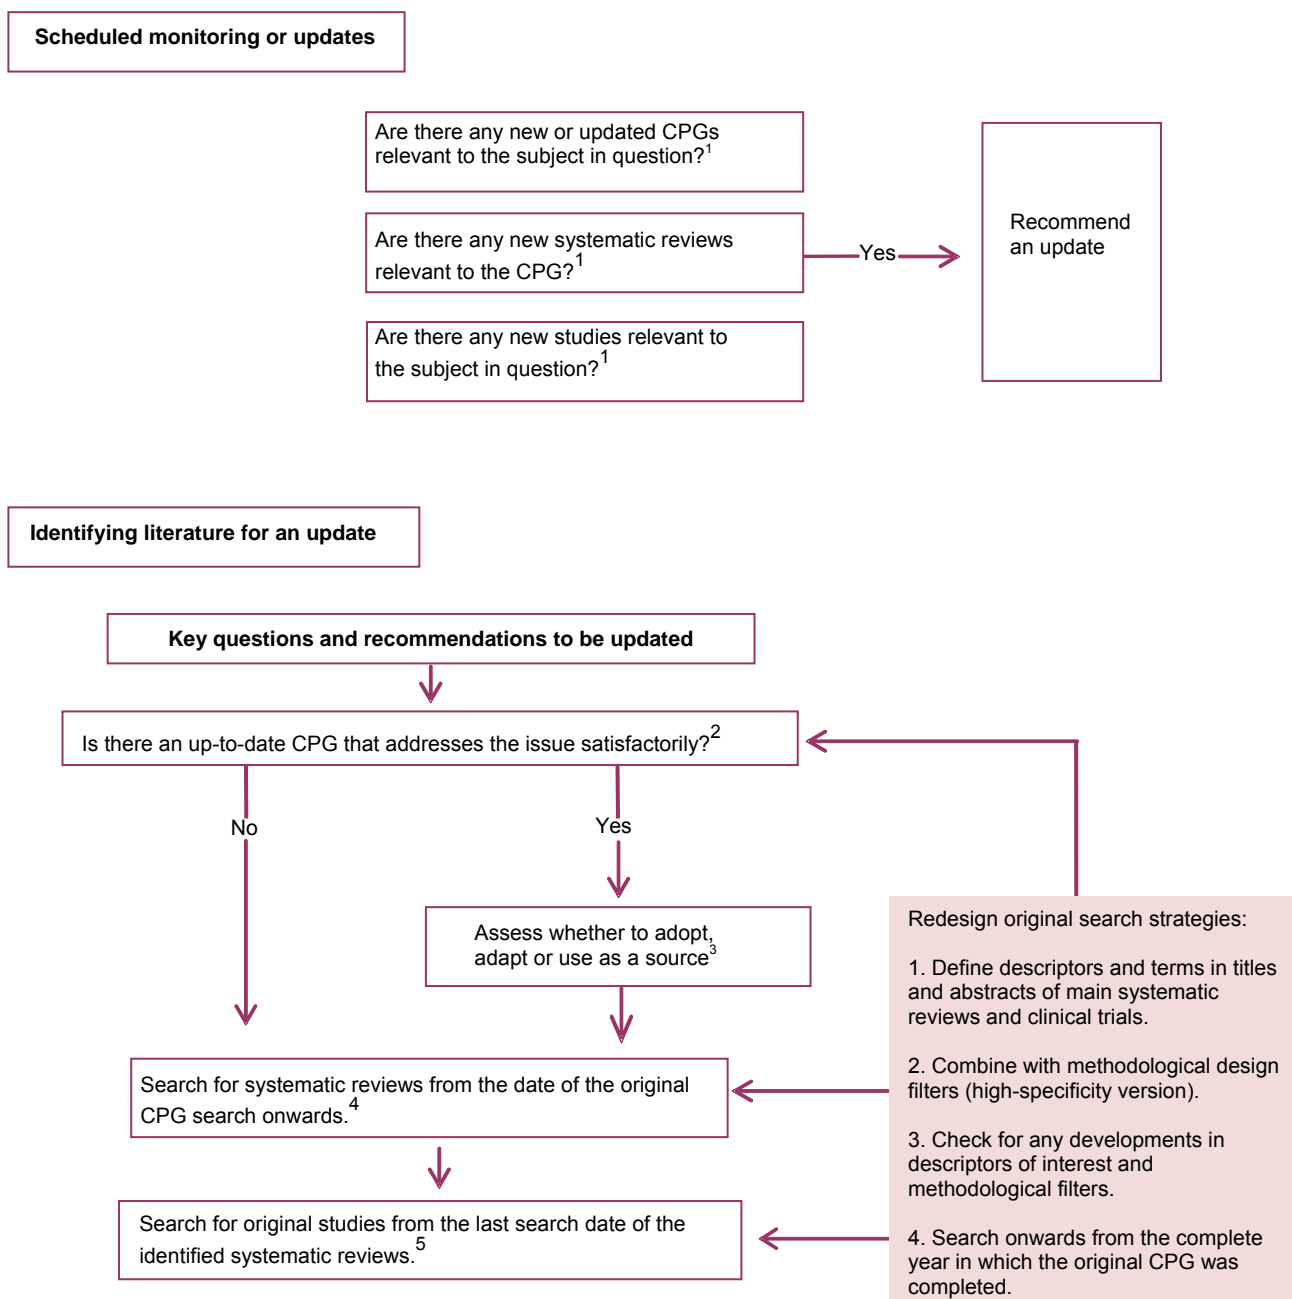 Scheduled monitoring or updates
Are there any new or updated CPGs
relevant to the subject in question?¹
Are there any new systematic reviews
relevant to the CPG?¹
Yes
Recommend
an update
Are there any new studies relevant to
the subject in question?¹
Identifying literature for an update
Key questions and recommendations to be updated
Is there an up-to-date CPG that addresses the issue satisfactorily?²
No
Yes
Assess whether to adopt,
adapt or use as a source³
Search for systematic reviews from the date of the original
CPG search onwards.⁴
Search for original studies from the last search date of the
identified systematic reviews.⁵
Redesign original search strategies:
1. Define descriptors and terms in titles
and abstracts of main systematic
reviews and clinical trials.
2. Combine with methodological design
filters (high-specificity version).
3. Check for any developments in
descriptors of interest and
methodological filters.
4. Search onwards from the complete
year in which the original CPG was
completed.